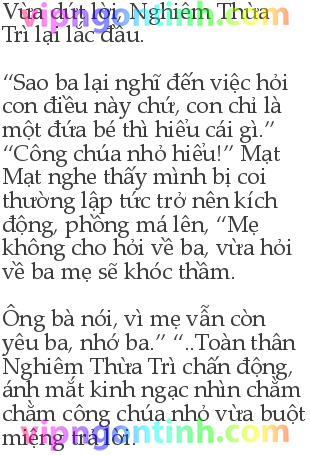 Vừa dứt lời, Nghiêm Thừa
Trì lại lắc đầu.
“Sao ba lại nghĩ đến việc hỏi
con điều này chứ, con chỉ là
một đứa bé thì hiểu cái gì.”
“Công chúa nhỏ hiểu!” Mạt
Mạt nghe thấy mình bị coi
thường lập tức trở nên kích
động, phồng má lên, “Mẹ
không cho hỏi về ba, vừa hỏi
về ba mẹ sẽ khóc thầm.
Ông bà nói, vì mẹ vẫn còn
yêu ba, nhớ ba.” “..Toàn thân
Nghiêm Thừa Trì chấn động,
ánh mắt kinh ngạc nhìn chằm
chằm công chúa nhỏ vừa buột
miệng trả lời.
vipngontinh.com
vipngontinh.com